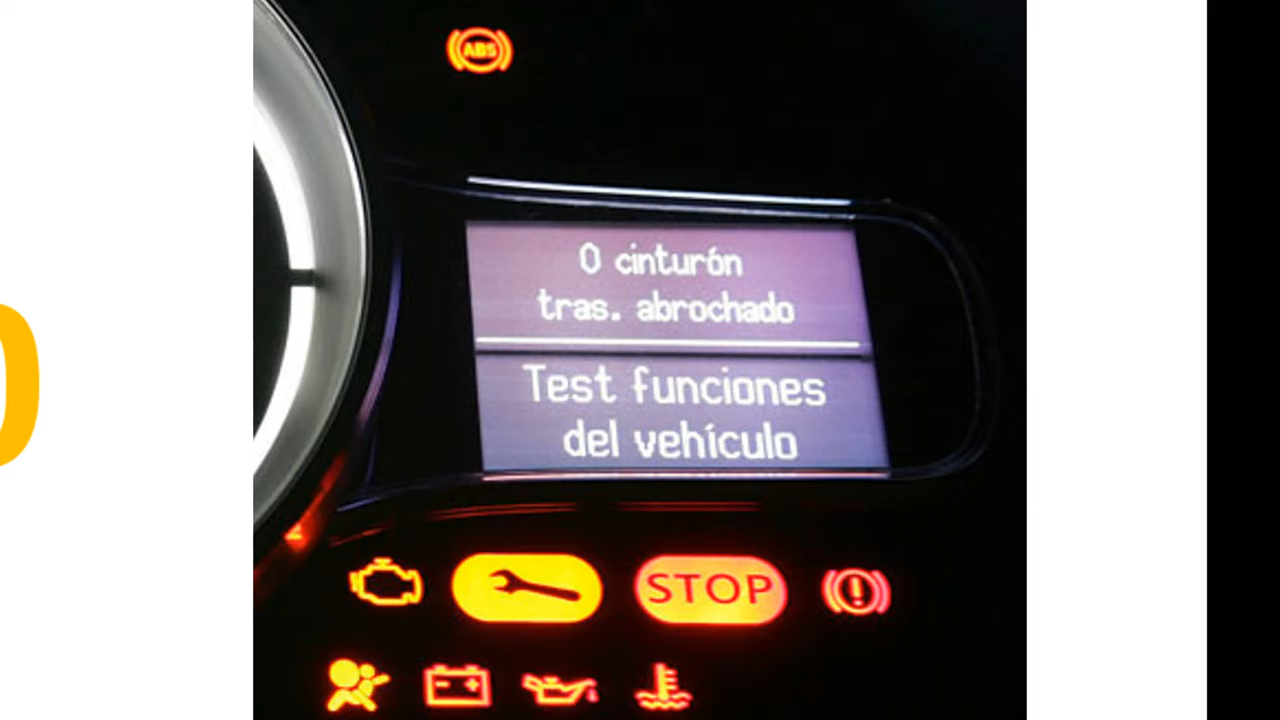 ABS
0 cinturón
tras. abrochado
Test funciones
del vehículo
STOP